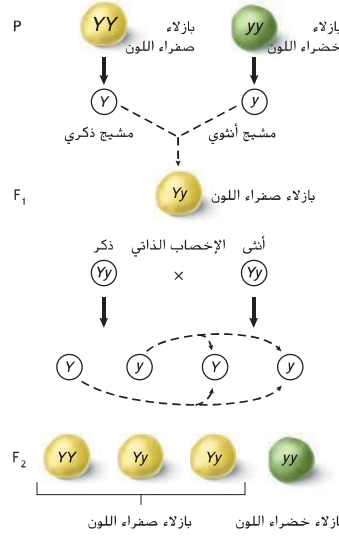 P YY بازلاء صفراء اللون yy بازلاء خضراء اللون
Y y
مشيج ذكري مشيج أنثوي
F1 Yy بازلاء صفراء اللون
ذكر الإخصاب الذاتي أنثى
Yy × Yy
Y y Y y
F2 YY Yy Yy yy
بازلاء صفراء اللون بازلاء خضراء اللون